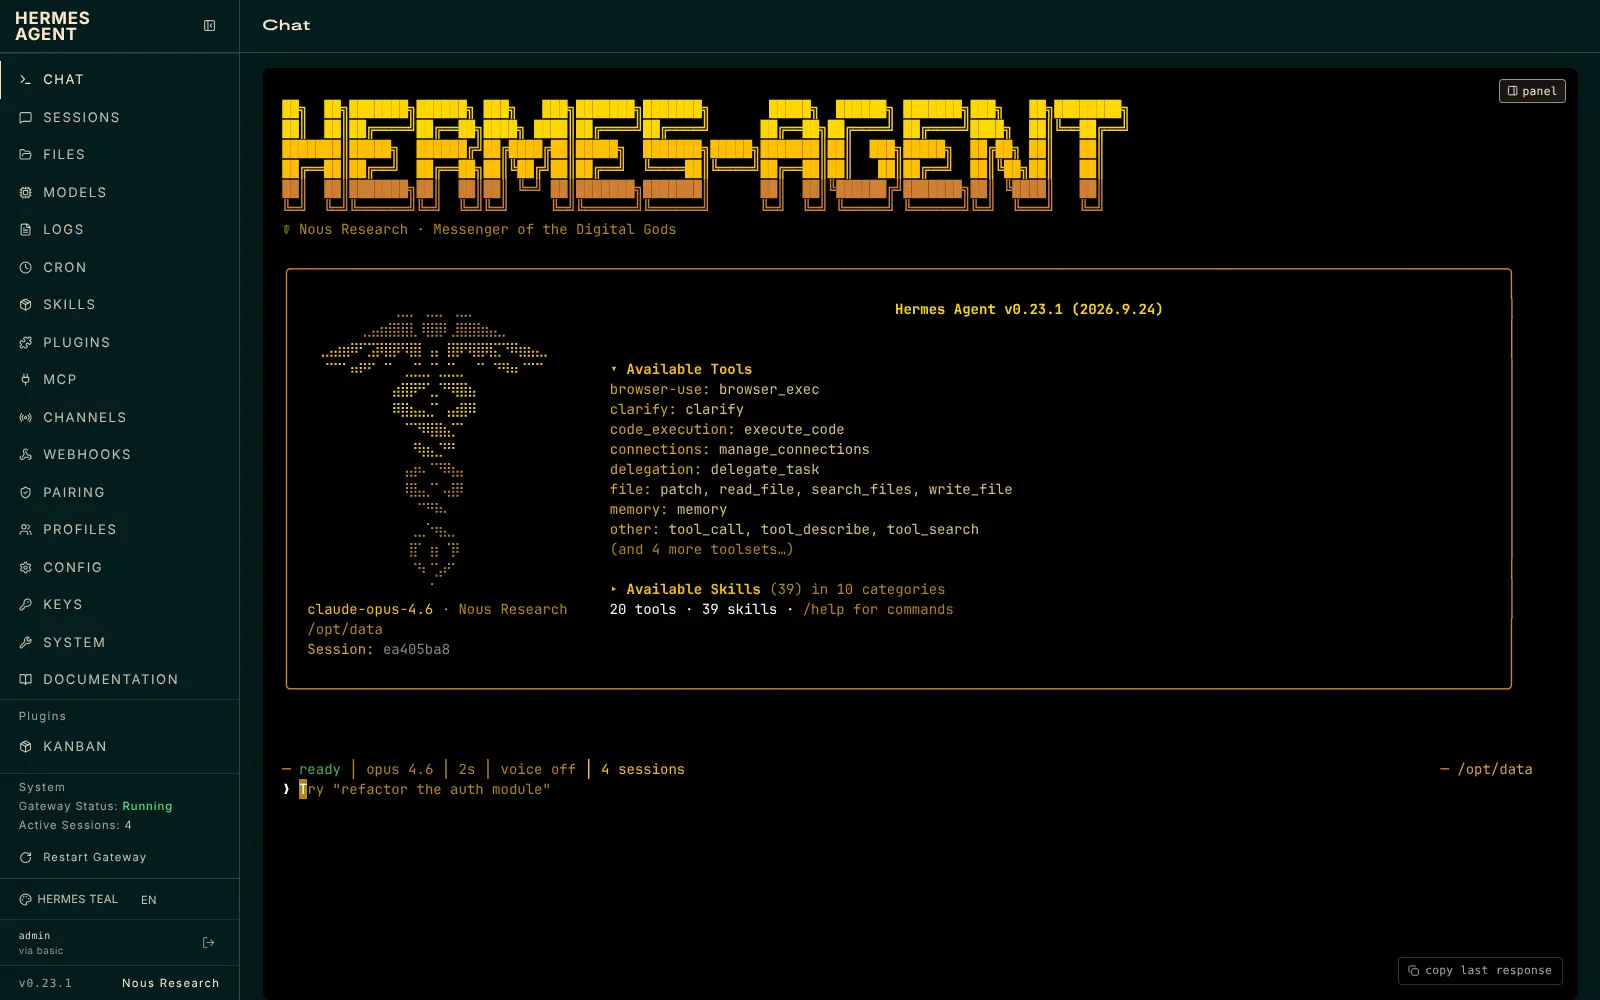 HERMES
AGENT
CHAT
SESSIONS
FILES
MODELS
LOGS
CRON
SKILLS
PLUGINS
MCP
CHANNELS
WEBHOOKS
PAIRING
PROFILES
CONFIG
KEYS
SYSTEM
DOCUMENTATION
Plugins
KANBAN
System
Gateway Status: Running
Active Sessions: 4
Restart Gateway
HERMES TEAL EN
admin
via basic
v0.23.1 Nous Research
Chat
panel
HERMES-AGENT
Nous Research · Messenger of the Digital Gods
Hermes Agent v0.23.1 (2026.9.24)
▾ Available Tools
browser-use: browser_exec
clarify: clarify
code_execution: execute_code
connections: manage_connections
delegation: delegate_task
file: patch, read_file, search_files, write_file
memory: memory
other: tool_call, tool_describe, tool_search
(and 4 more toolsets…)
▸ Available Skills (39) in 10 categories
20 tools · 39 skills · /help for commands
claude-opus-4.6 · Nous Research
/opt/data
Session: ea405ba8
─ ready │ opus 4.6 │ 2s │ voice off │ 4 sessions ─ /opt/data
❯ Try "refactor the auth module"
copy last response